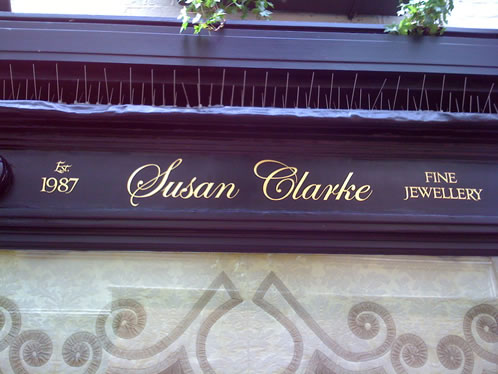 Est.
1987
Susan Clarke
FINE
JEWELLERY